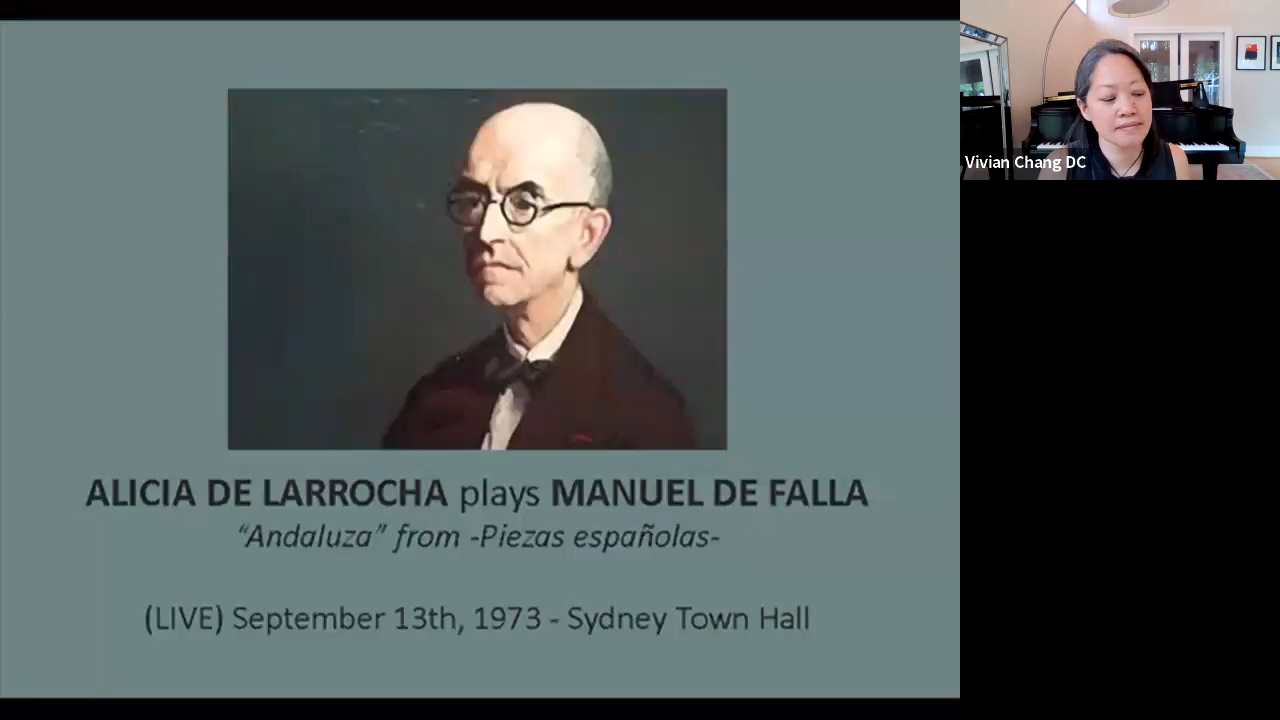 ALICIA DE LARROCHA plays MANUEL DE FALLA
“Andaluza” from -Piezas españolas-
(LIVE) September 13th, 1973 - Sydney Town Hall
Vivian Chang DC